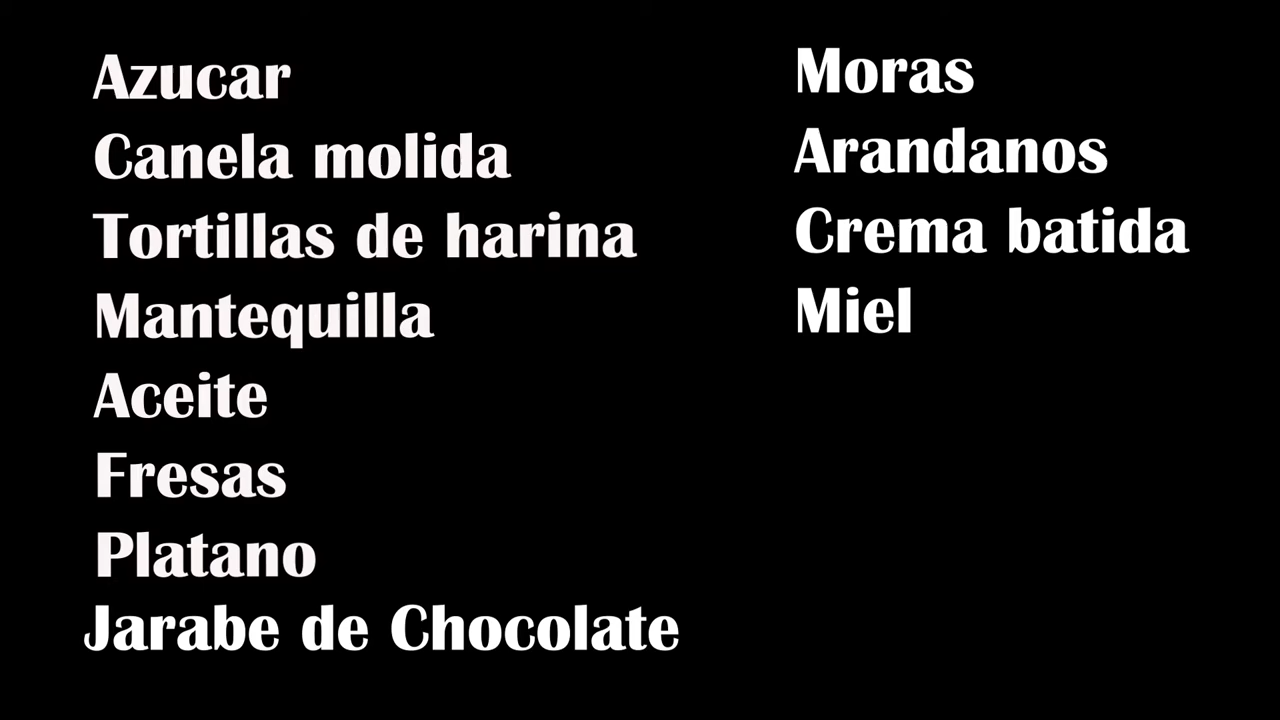 Azucar
Canela molida
Tortillas de harina
Mantequilla
Aceite
Fresas
Platano
Jarabe de Chocolate
Moras
Arandanos
Crema batida
Miel